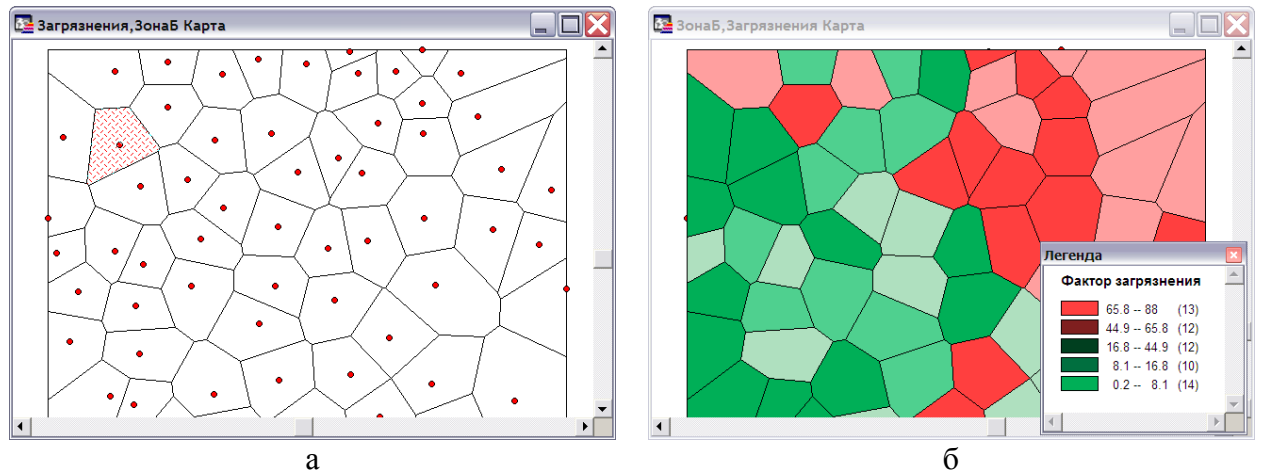 Загрязнения,ЗонаБ Карта
ЗонаБ,Загрязнения Карта
Легенда
Фактор загрязнения
65.8 -- 88 (13)
44.9 -- 65.8 (12)
16.8 -- 44.9 (12)
8.1 -- 16.8 (10)
0.2 -- 8.1 (14)
а
б